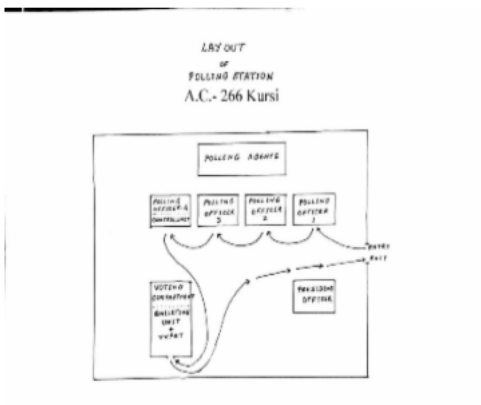 LAY OUT
OF
POLLING STATION
A.C.- 266 Kursi
POLLING AGENTS
POLLING
OFFICER-4
CONTROL UNIT
POLLING
OFFICER
3
POLLING
OFFICER
2
POLLING
OFFICER
1
ENTRY
EXIT
VOTING
COMPARTMENT
BALLOTING
UNIT
+
VVPAT
PRESIDING
OFFICER